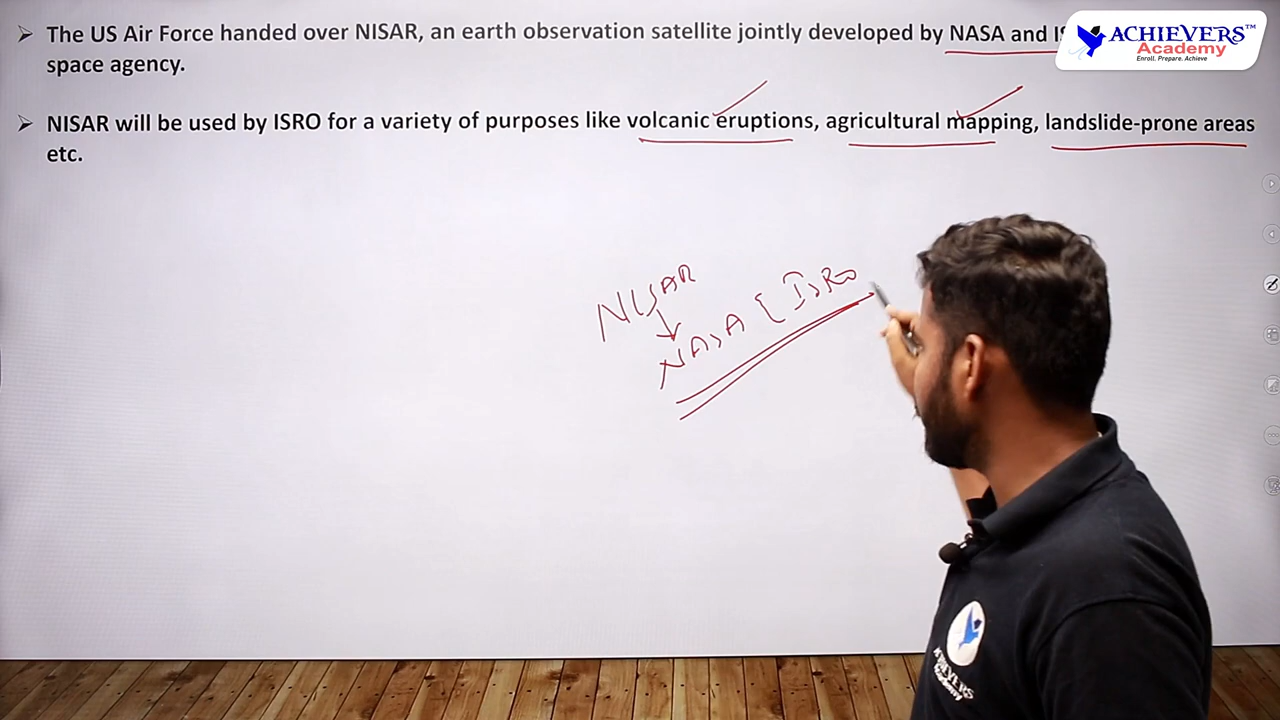 ➤ The US Air Force handed over NISAR, an earth observation satellite jointly developed by NASA and
space agency.
➤ NISAR will be used by ISRO for a variety of purposes like volcanic eruptions, agricultural mapping, landslide-prone areas
etc.
ACHIEVERS™
Academy
Enroll. Prepare. Achieve
NISAR
NASA [ ISRO
ACHIEVERS
Academy